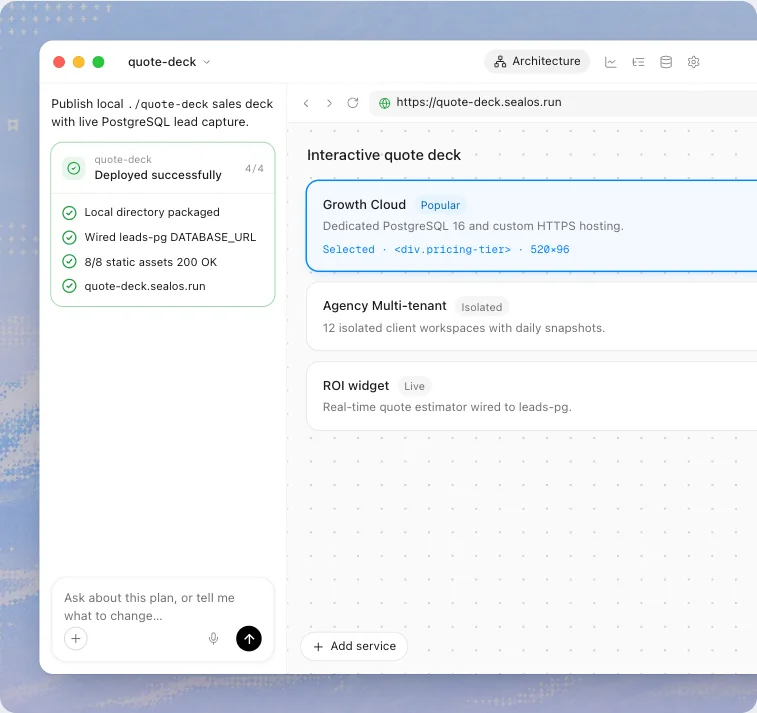 quote-deck
Architecture
Publish local ./quote-deck sales deck
with live PostgreSQL lead capture.
quote-deck
Deployed successfully
4/4
Local directory packaged
Wired leads-pg DATABASE_URL
8/8 static assets 200 OK
quote-deck.sealos.run
Ask about this plan, or tell me
what to change...
https://quote-deck.sealos.run
Interactive quote deck
Growth Cloud Popular
Dedicated PostgreSQL 16 and custom HTTPS hosting.
Selected · <div.pricing-tier> · 520×96
Agency Multi-tenant Isolated
12 isolated client workspaces with daily snapshots.
ROI widget Live
Real-time quote estimator wired to leads-pg.
Add service